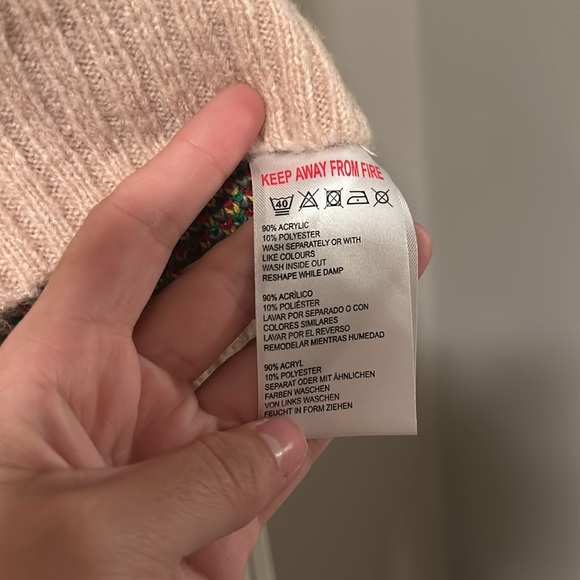 KEEP AWAY FROM FIRE
40
90% ACRYLIC
10% POLYESTER
WASH SEPARATELY OR WITH
LIKE COLOURS
WASH INSIDE OUT
RESHAPE WHILE DAMP
90% ACRÍLICO
10% POLIÉSTER
LAVAR POR SEPARADO O CON
COLORES SIMILARES
LAVAR POR EL REVERSO
REMODELAR MIENTRAS HUMEDAD
90% ACRYL
10% POLYESTER
SEPARAT ODER MIT ÄHNLICHEN
FARBEN WASCHEN
VON LINKS WASCHEN
FEUCHT IN FORM ZIEHEN